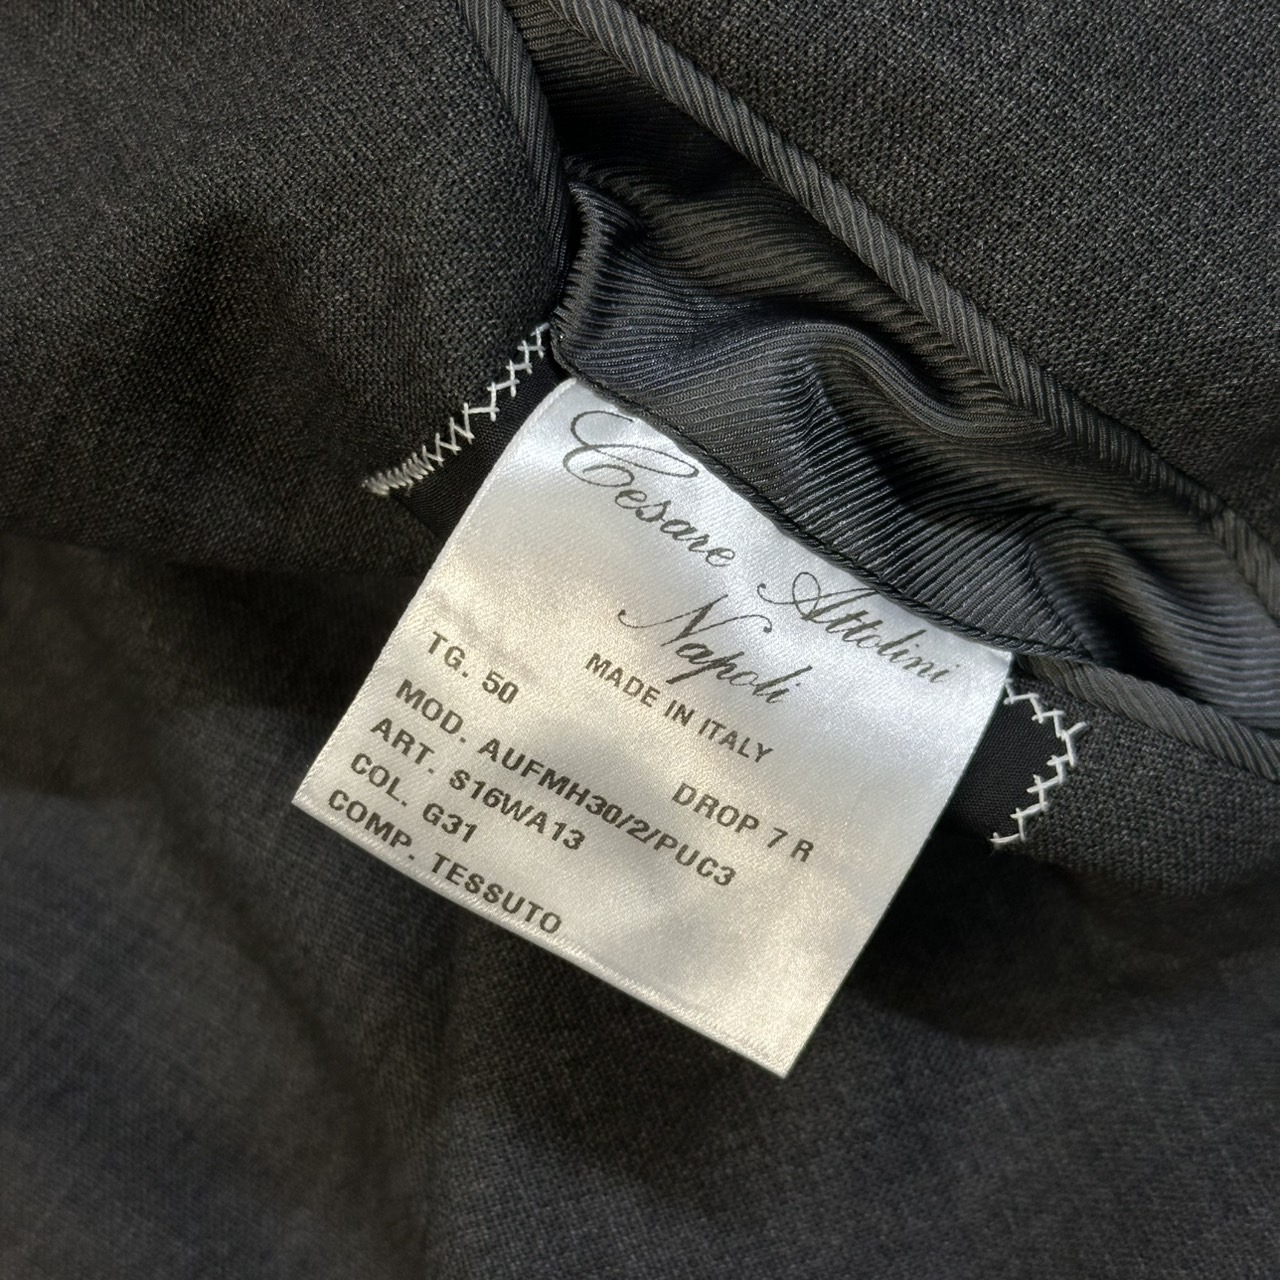 Cesare Attolini
Napoli
MADE IN ITALY
TG. 50 DROP 7 R
MOD. AUFMH30/2/PUC3
ART. S16WA13
COL. G31
COMP. TESSUTO